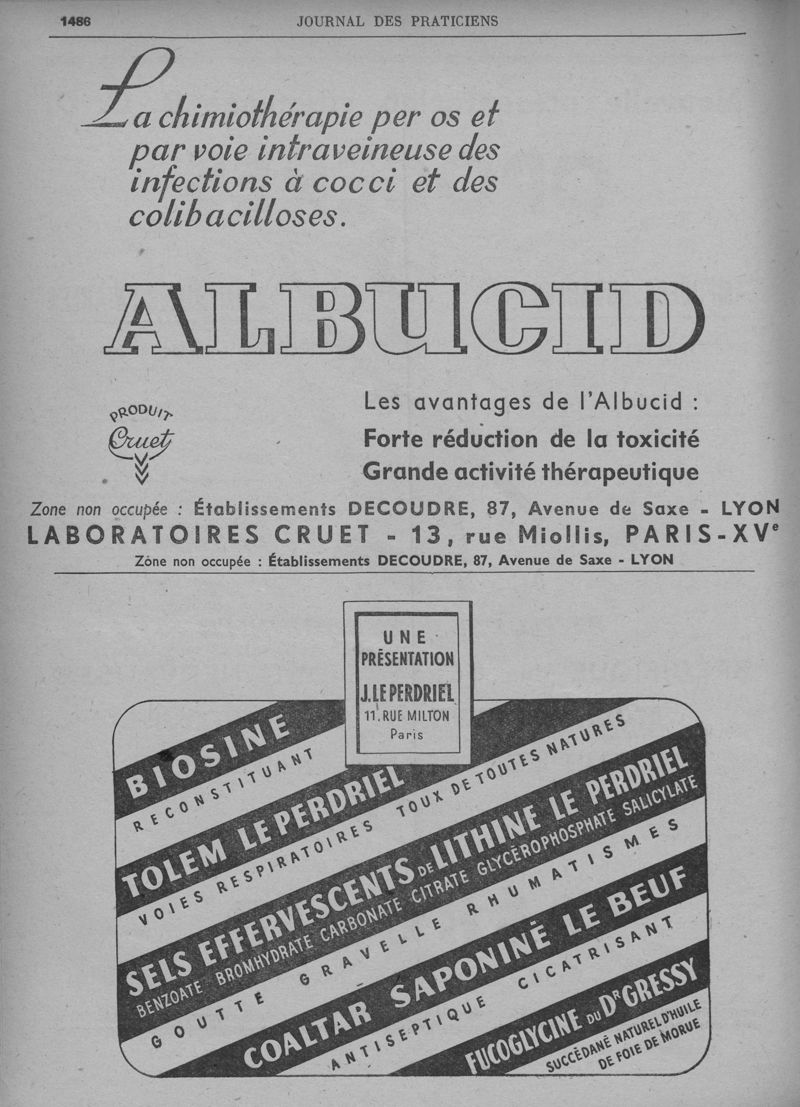 1486
JOURNAL DES PRATICIENS
La chimiothérapie per os et
par voie intraveineuse des
infections à cocci et des
colibacilloses.
ALBUCID
PRODUIT
Cruet
Les avantages de l'Albucid :
Forte réduction de la toxicité
Grande activité thérapeutique
Zone non occupée : Établissements DECOUDRE, 87, Avenue de Saxe - LYON
LABORATOIRES CRUET - 13, rue Miollis, PARIS-XVe
Zône non occupée : Établissements DECOUDRE, 87, Avenue de Saxe - LYON
UNE
PRÉSENTATION
J. LE PERDRIEL
11. RUE MILTON
Paris
BIOSINE
RECONSTITUANT
TOLEM LE PERDRIEL
VOIES RESPIRATOIRES TOUX DE TOUTES NATURES
SELS EFFERVESCENTS DE LITHINE LE PERDRIEL
BENZOATE BROMHYDRATE CARBONATE CITRATE GLYCÉROPHOSPHATE SALICYLATE
GOUTTE GRAVELLE RHUMATISMES
COALTAR SAPONINÉ LE BEUF
ANTISEPTIQUE CICATRISANT
FUCOGLYCINE DU DR GRESSY
SUCCÉDANÉ NATUREL D'HUILE
DE FOIE DE MORUE